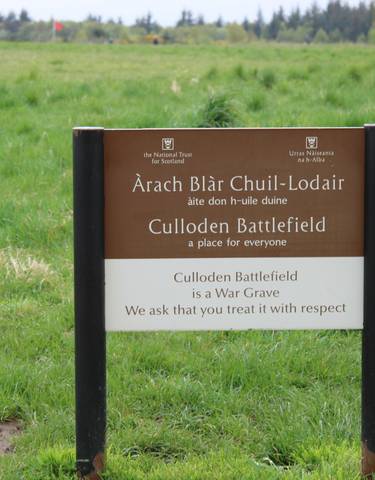 the National Trust
for Scotland
Urras Nàiseanta
na h-Alba
Àrach Blàr Chuil-Lodair
àite don h-uile duine
Culloden Battlefield
a place for everyone
Culloden Battlefield
is a War Grave
We ask that you treat it with respect